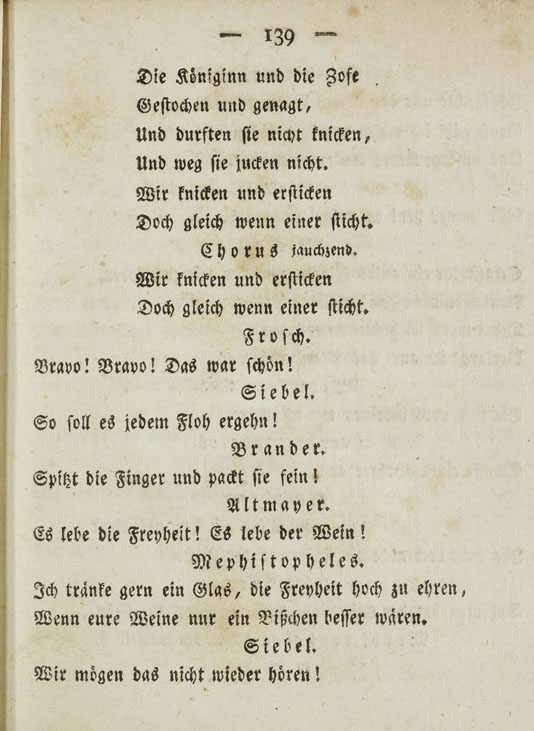 — 139 —
Die Königinn und die Zofe
Gestochen und genagt,
Und durften sie nicht knicken,
Und weg sie jucken nicht.
Wir knicken und ersticken
Doch gleich wenn einer sticht.
Chorus jauchzend.
Wir knicken und ersticken
Doch gleich wenn einer sticht.
Frosch.
Bravo! Bravo! Das war schön!
Siebel.
So soll es jedem Floh ergehn!
Brander.
Spitzt die Finger und packt sie fein!
Altmayer.
Es lebe die Freyheit! Es lebe der Wein!
Mephistopheles.
Ich tränke gern ein Glas, die Freyheit hoch zu ehren,
Wenn eure Weine nur ein Bißchen besser wären.
Siebel.
Wir mögen das nicht wieder hören!